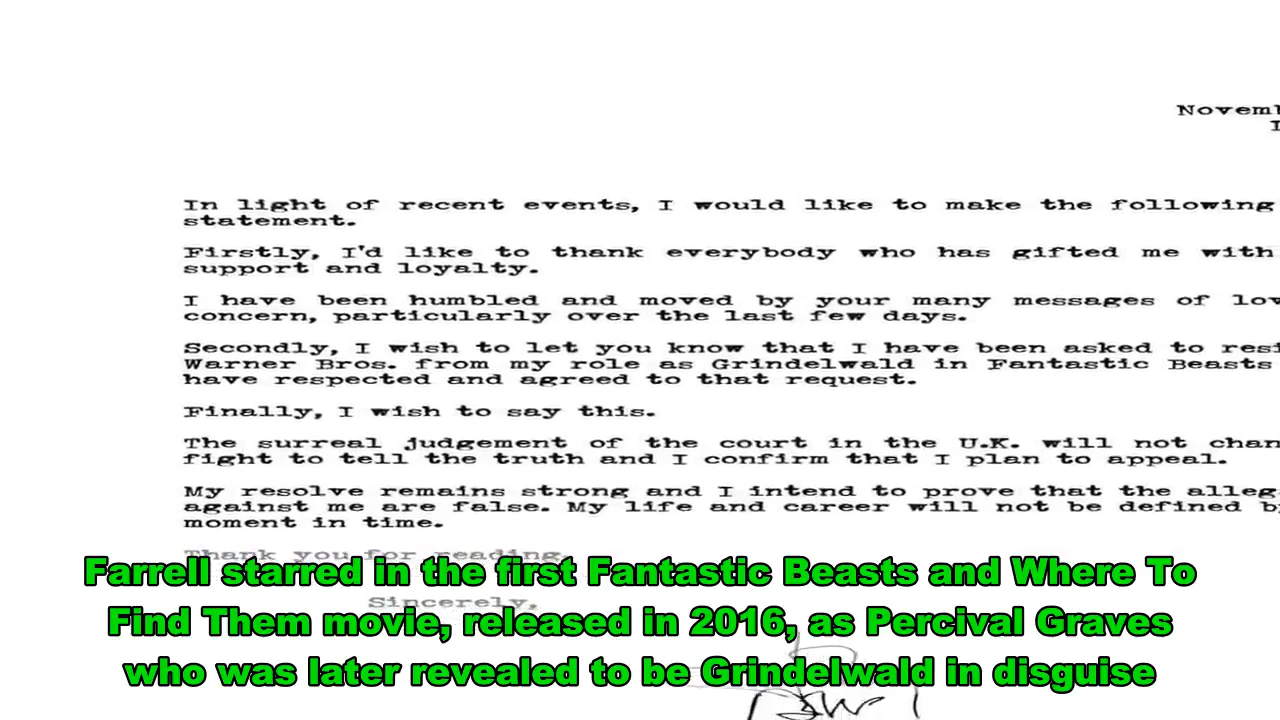 In light of recent events, I would like to make the following
statement.
Firstly, I'd like to thank everybody who has gifted me with
support and loyalty.
I have been humbled and moved by your many messages of
concern, particularly over the last few days.
Secondly, I wish to let you know that I have been asked to
Warner Bros. from my role as Grindelwald in Fantastic Beasts
have respected and agreed to that request.
Finally, I wish to say this.
The surreal judgement of the court in the U.K. will not
fight to tell the truth and I confirm that I plan to appeal.
My resolve remains strong and I intend to prove that the
against me are false. My life and career will not be defined
moment in time.
Thank you for reading.
Sincerely,
Farrell starred in the first Fantastic Beasts and Where To
Find Them movie, released in 2016, as Percival Graves
who was later revealed to be Grindelwald in disguise